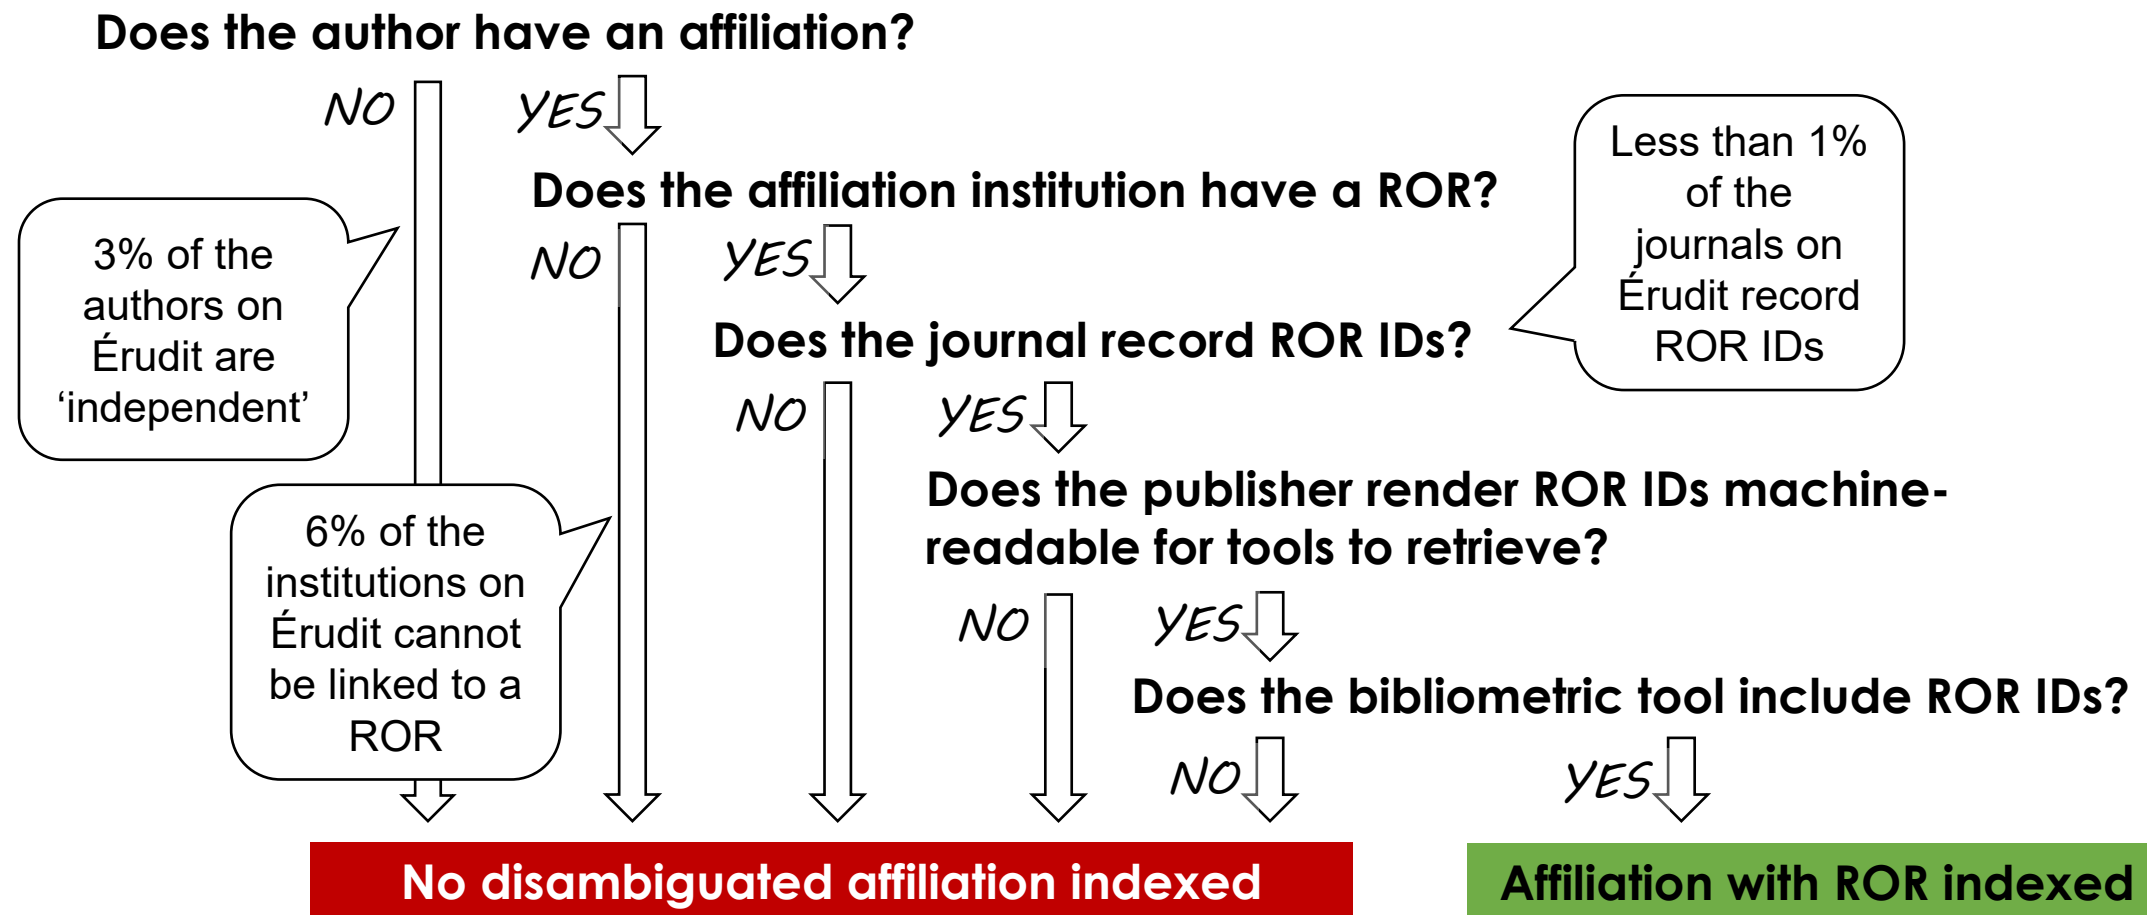 Does the author have an affiliation?
NO
YES
Does the affiliation institution have a ROR?
3% of the
authors on
Érudit are
‘independent’
NO
YES
Less than 1%
of the
journals on
Érudit record
ROR IDs
Does the journal record ROR IDs?
NO
YES
Does the publisher render ROR IDs machine-
readable for tools to retrieve?
6% of the
institutions on
Érudit cannot
be linked to a
ROR
NO
YES
Does the bibliometric tool include ROR IDs?
NO
YES
No disambiguated affiliation indexed
Affiliation with ROR indexed